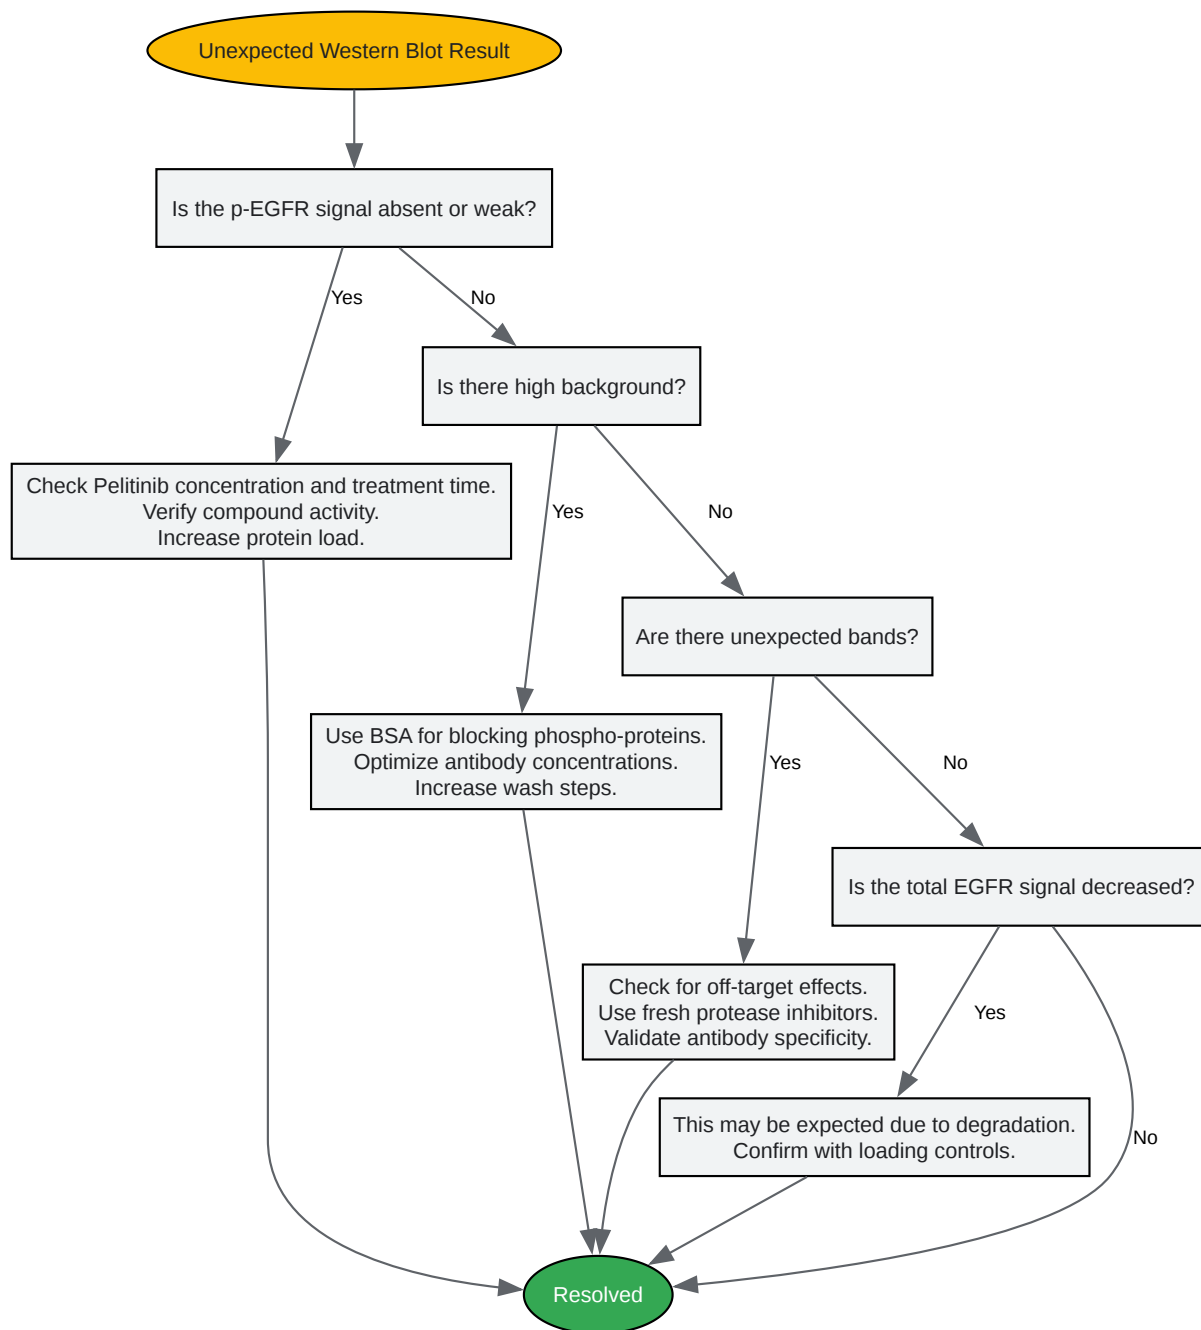 Unexpected Western Blot Result
Is the p-EGFR signal absent or weak?
Yes
No
Is there high background?
Check Pelitinib concentration and treatment time.
Verify compound activity.
Increase protein load.
Yes
No
Are there unexpected bands?
Use BSA for blocking phospho-proteins.
Optimize antibody concentrations.
Increase wash steps.
Yes
No
Is the total EGFR signal decreased?
Check for off-target effects.
Use fresh protease inhibitors.
Validate antibody specificity.
Yes
This may be expected due to degradation.
Confirm with loading controls.
No
Resolved